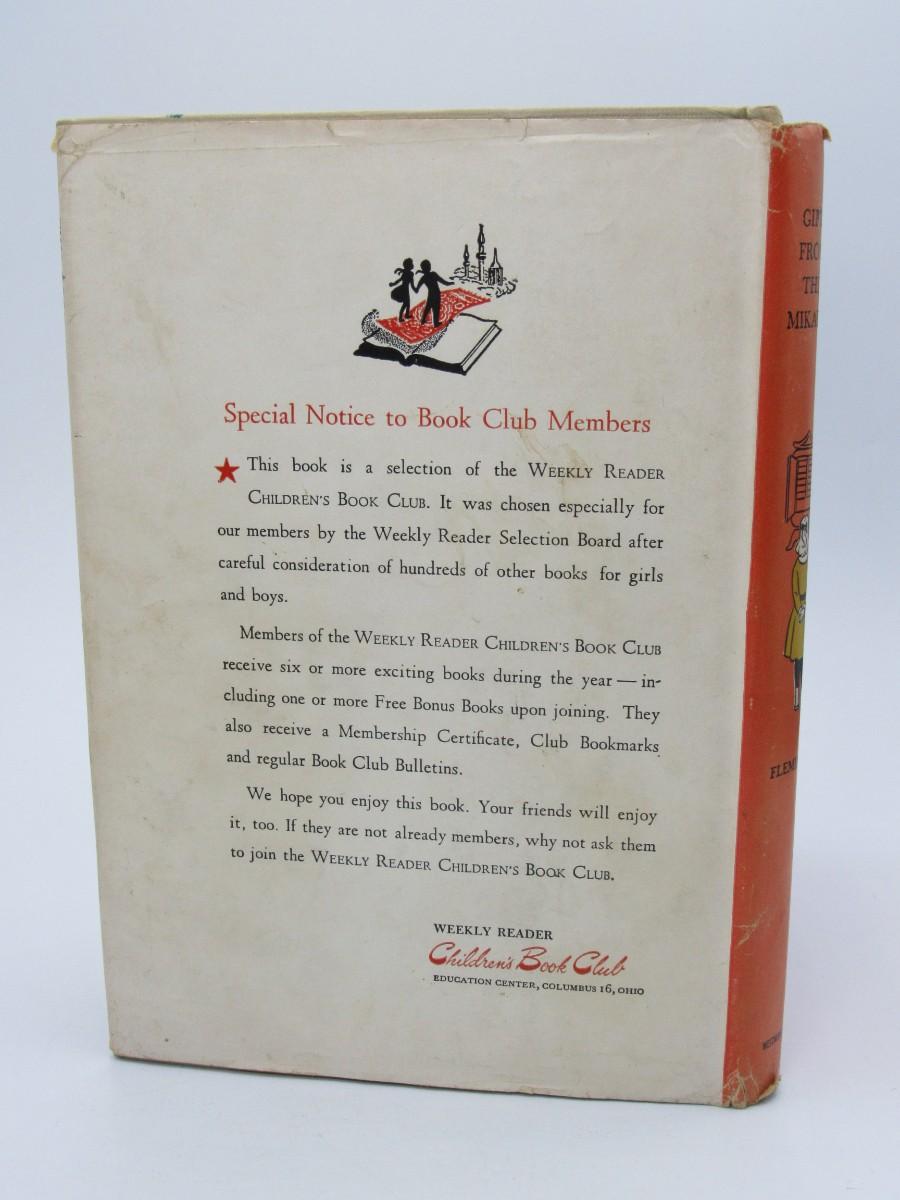 Special Notice to Book Club Members
This book is a selection of the WEEKLY READER
CHILDREN'S BOOK CLUB. It was chosen especially for
our members by the Weekly Reader Selection Board after
careful consideration of hundreds of other books for girls
and boys.
Members of the WEEKLY READER CHILDREN'S BOOK CLUB
receive six or more exciting books during the year — in-
cluding one or more Free Bonus Books upon joining. They
also receive a Membership Certificate, Club Bookmarks
and regular Book Club Bulletins.
We hope you enjoy this book. Your friends will enjoy
it, too. If they are not already members, why not ask them
to join the WEEKLY READER CHILDREN'S BOOK CLUB.
WEEKLY READER
Children's Book Club
EDUCATION CENTER, COLUMBUS 16, OHIO